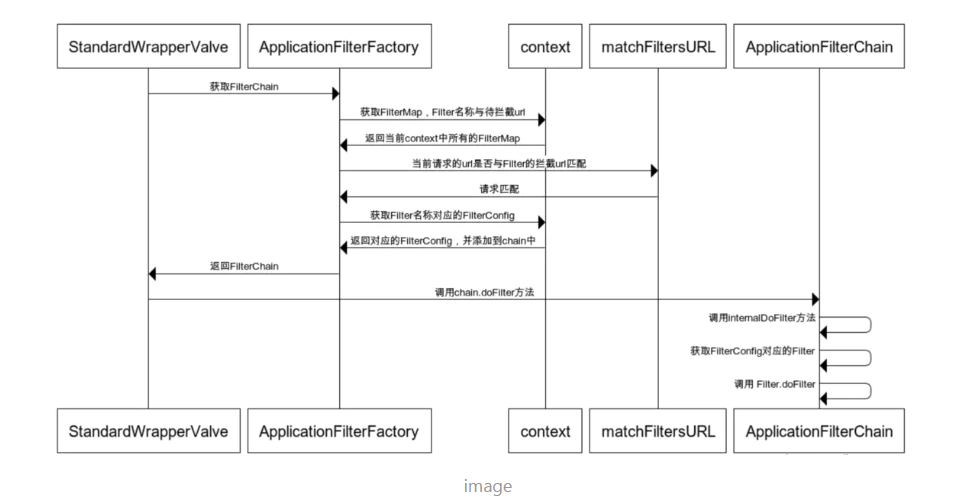 StandardWrapperValve
ApplicationFilterFactory
context
matchFiltersURL
ApplicationFilterChain
获取FilterChain
获取FilterMap，Filter名称与待拦截url
返回当前context中所有的FilterMap
当前请求的url是否与Filter的拦截url匹配
请求匹配
获取Filter名称对应的FilterConfig
返回对应的FilterConfig，并添加到chain中
返回FilterChain
调用chain.doFilter方法
调用internalDoFilter方法
获取FilterConfig对应的Filter
调用 Filter.doFilter
StandardWrapperValve
ApplicationFilterFactory
context
matchFiltersURL
ApplicationFilterChain
image